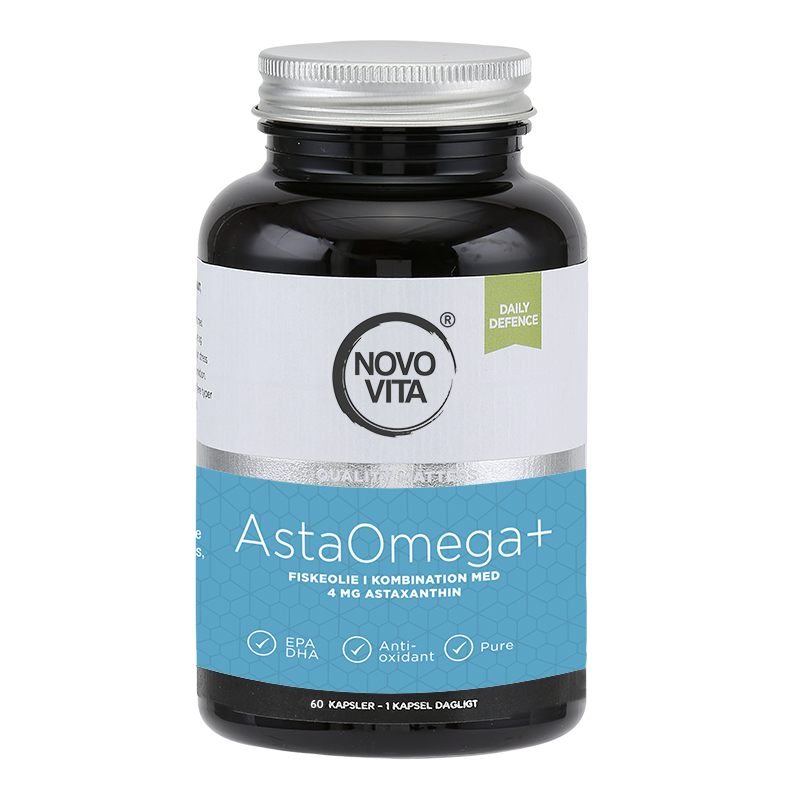 DAILY
DEFENCE
®
NOVO
VITA
QUALITY
AstaOmega+
FISKEOLIE I KOMBINATION MED
4 MG ASTAXANTHIN
EPA
DHA
Anti-
oxidant
Pure
60 KAPSLER – 1 KAPSEL DAGLIGT